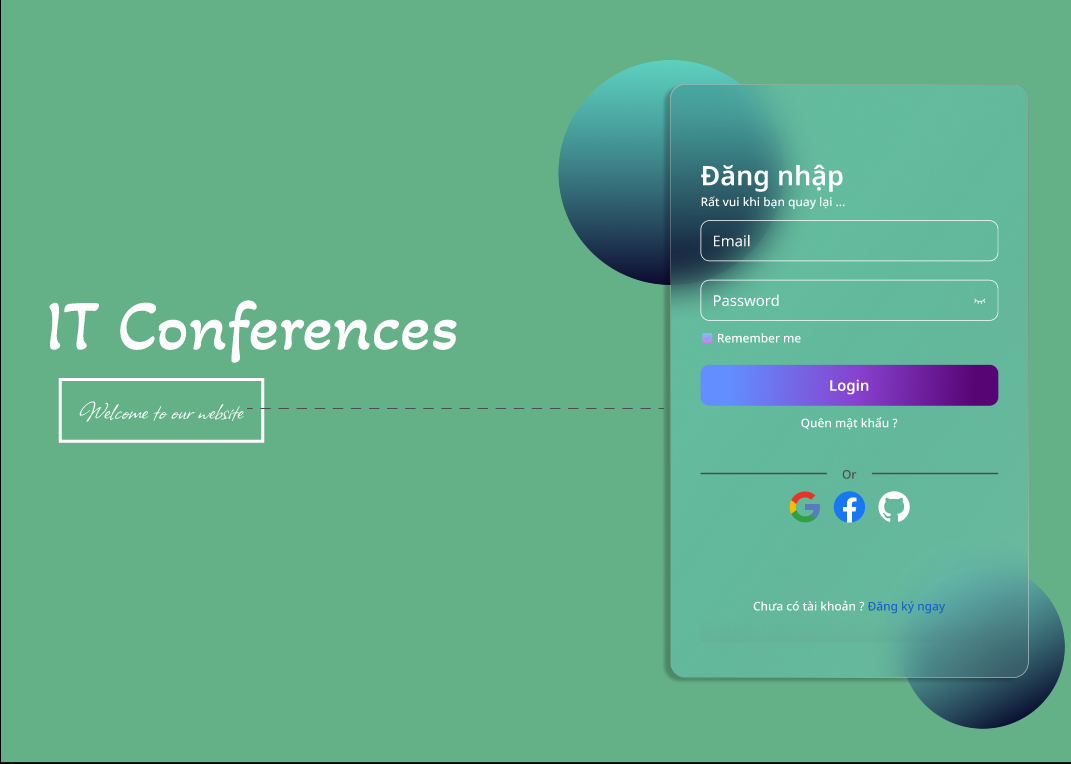 IT Conferences
Welcome to our website
Đăng nhập
Rất vui khi bạn quay lại ...
Email
Password
Remember me
Login
Quên mật khẩu ?
Or
Chưa có tài khoản ? Đăng ký ngay